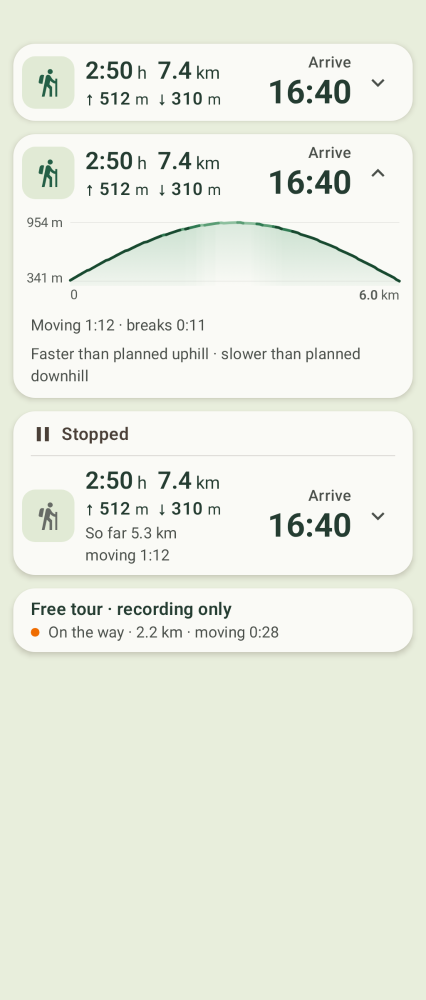 2:50 h 7.4 km
↑ 512 m ↓ 310 m
Arrive
16:40
2:50 h 7.4 km
↑ 512 m ↓ 310 m
Arrive
16:40
954 m
341 m
0
6.0 km
Moving 1:12 · breaks 0:11
Faster than planned uphill · slower than planned
downhill
Stopped
2:50 h 7.4 km
↑ 512 m ↓ 310 m
So far 5.3 km
moving 1:12
Arrive
16:40
Free tour · recording only
On the way · 2.2 km · moving 0:28